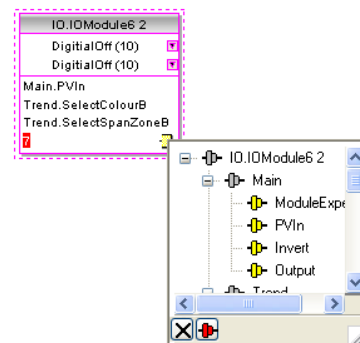 IO.IOModule6 2
DigitialOff (10)
DigitialOff (10)
Main.PVIn
Trend.SelectColourB
Trend.SelectSpanZoneB
7
IO.IOModule6 2
Main
ModuleExpe
PVIn
Invert
Output
Trend